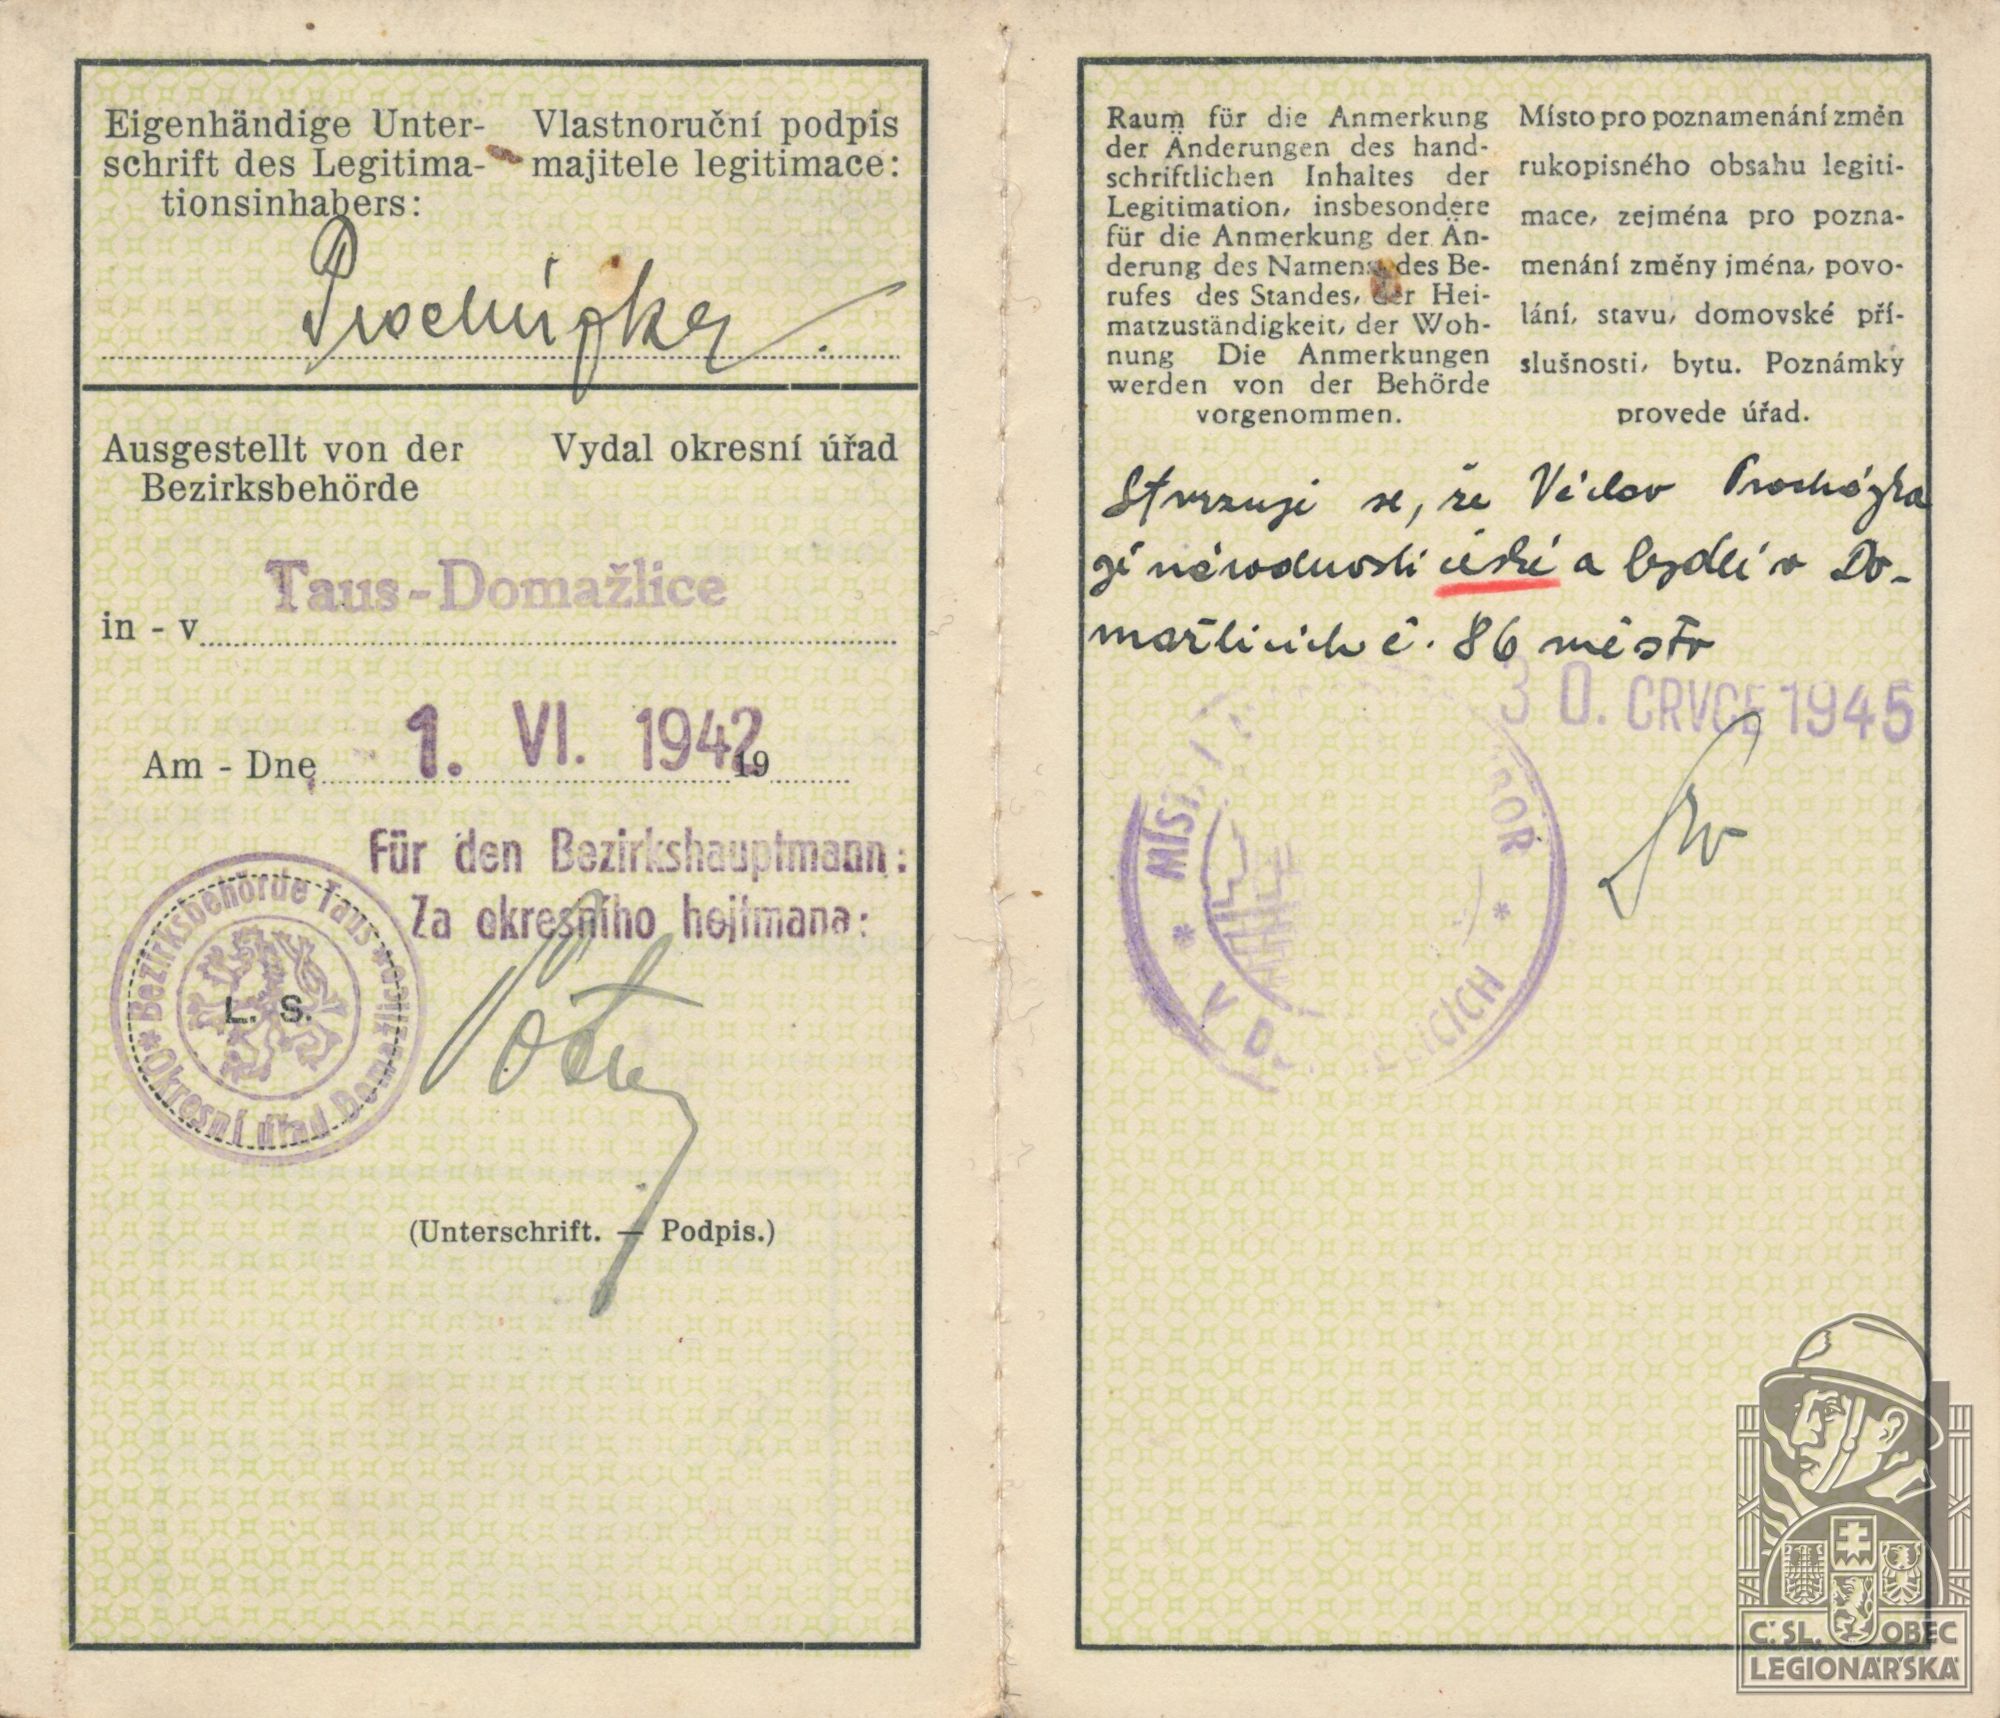 Eigenhändige Unter-
schrift des Legitima-
tionsinhabers:
Vlastnoruční podpis
majitele legitimace:
Procházka
Ausgestellt von der
Bezirksbehörde
Vydal okresní úřad
in - v Taus-Domažlice
Am - Dne 1. VI. 1942 19
Für den Bezirkshauptmann:
Za okresního hejtmana:
* Bezirksbehörde Taus *
Okresní úřad Domažlice
L. S.
(Unterschrift. — Podpis.)
Raum für die Anmerkung
der Änderungen des hand-
schriftlichen Inhaltes der
Legitimation, insbesondere
für die Anmerkung der Än-
derung des Namens, des Be-
rufes des Standes, der Hei-
matzuständigkeit, der Woh-
nung Die Anmerkungen
werden von der Behörde
vorgenommen.
Místo pro poznamenání změn
rukopisného obsahu legiti-
mace, zejména pro pozna-
menání změny jména, povo-
lání, stavu, domovské pří-
slušnosti, bytu. Poznámky
provede úřad.
Stvrzuji se, že Václav Procházka
je národnosti české a bydlí v Do-
mažlicích č. 86 město
30. ČRVCE 1945
* V
C. SL. OBEC
LEGIONÁŘSKÁ